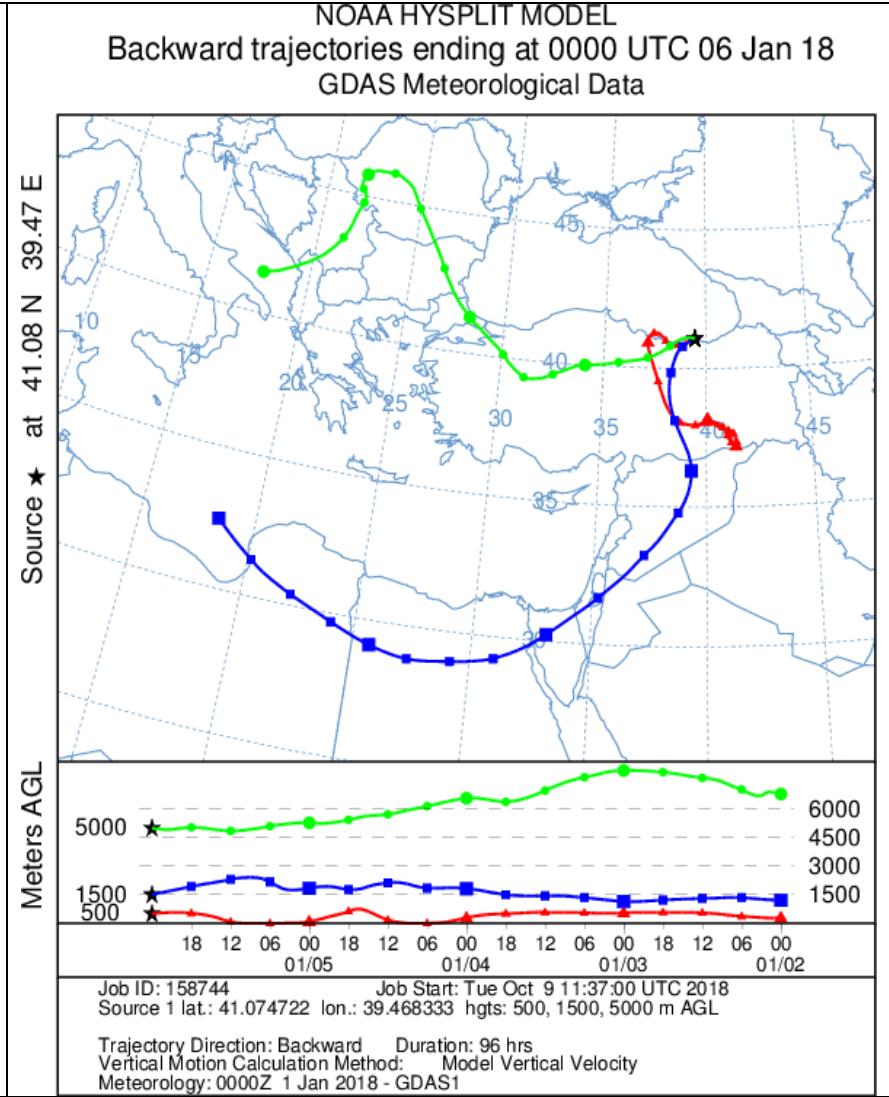 NOAA HYSPLIT MODEL
Backward trajectories ending at 0000 UTC 06 Jan 18
GDAS Meteorological Data
Source ★ at 41.08 N 39.47 E
45
10
15
20
25
30
35
40
45
40
35
30
Meters AGL
5000
1500
500
6000
4500
3000
1500
18 12 06 00 18 12 06 00 18 12 06 00 18 12 06 00
01/05 01/04 01/03 01/02
Job ID: 158744 Job Start: Tue Oct 9 11:37:00 UTC 2018
Source 1 lat.: 41.074722 lon.: 39.468333 hgts: 500, 1500, 5000 m AGL
Trajectory Direction: Backward Duration: 96 hrs
Vertical Motion Calculation Method: Model Vertical Velocity
Meteorology: 0000Z 1 Jan 2018 - GDAS1